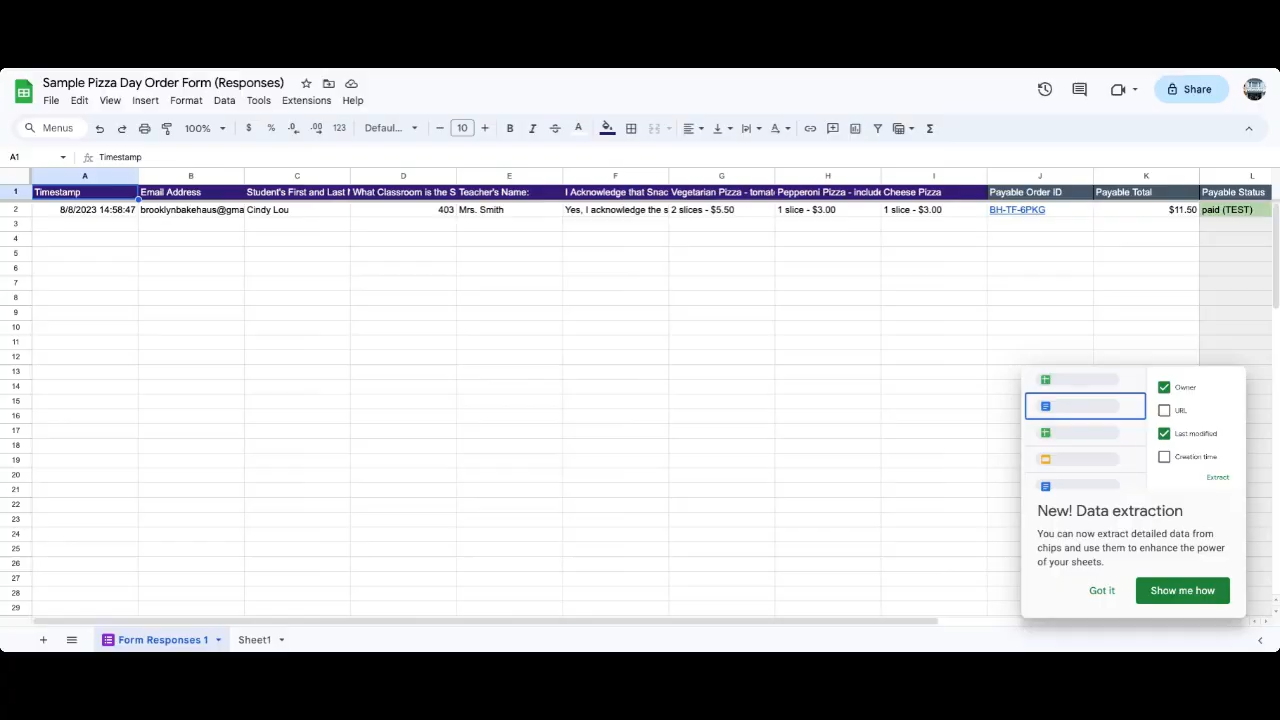 Sample Pizza Day Order Form (Responses)
File Edit View Insert Format Data Tools Extensions Help
Share
Menus 100% $ % .0 .00 123 Defaul... 10 B I S A
A1 fx Timestamp
A B C D E F G H I J K L
1 Timestamp Email Address Student's First and Last What Classroom is the S Teacher's Name: I Acknowledge that Snac Vegetarian Pizza - tomat Pepperoni Pizza - include Cheese Pizza Payable Order ID Payable Total Payable Status
2 8/8/2023 14:58:47 brooklynbakehaus@gma Cindy Lou 403 Mrs. Smith Yes, I acknowledge the s 2 slices - $5.50 1 slice - $3.00 1 slice - $3.00 BH-TF-6PKG $11.50 paid (TEST)
3
4
5
6
7
8
9
10
11
12
13
14
15
16
17
18
19
20
21
22
23
24
25
26
27
28
29
Owner
URL
Last modified
Creation time
Extract
New! Data extraction
You can now extract detailed data from
chips and use them to enhance the power
of your sheets.
Got it Show me how
Form Responses 1 Sheet1